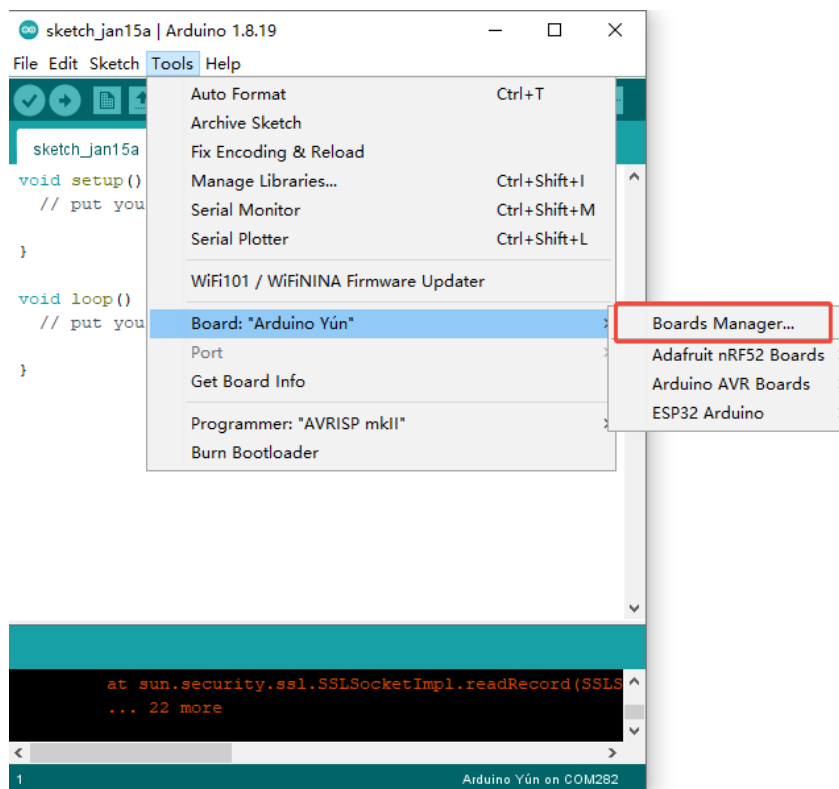 sketch_jan15a | Arduino 1.8.19
File Edit Sketch Tools Help
Auto Format Ctrl+T
Archive Sketch
sketch_jan15a
Fix Encoding & Reload
void setup()
Manage Libraries... Ctrl+Shift+I
// put you
Serial Monitor Ctrl+Shift+M
Serial Plotter Ctrl+Shift+L
}
WiFi101 / WiFiNINA Firmware Updater
void loop()
// put you
Board: "Arduino Yún"
Boards Manager...
Port
Adafruit nRF52 Boards
}
Get Board Info
Arduino AVR Boards
ESP32 Arduino
Programmer: "AVRISP mkII"
Burn Bootloader
at sun.security.ssl.SSLSocketImpl.readRecord(SSLS
... 22 more
1 Arduino Yún on COM282